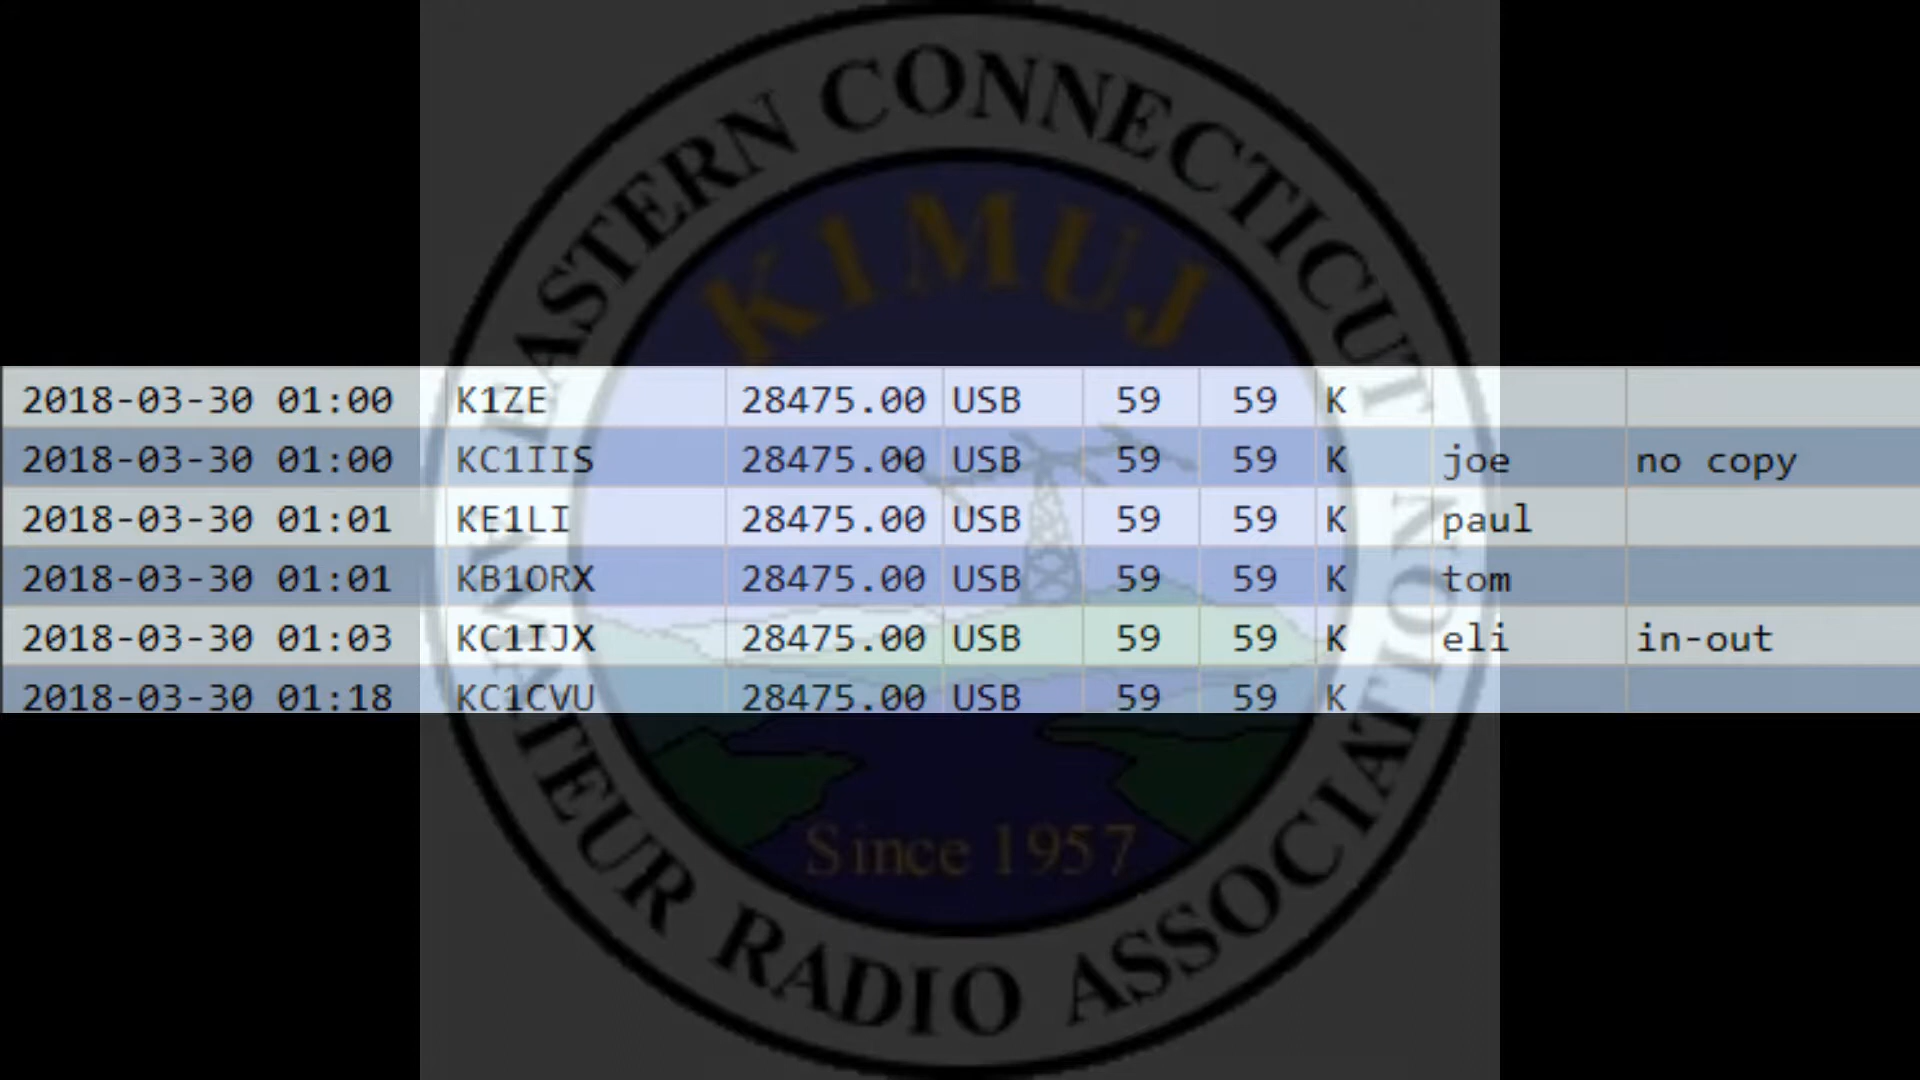 EASTERN CONNECTICUT
K1MUJ
2018-03-30 01:00 K1ZE 28475.00 USB 59 59 K
2018-03-30 01:00 KC1IIS 28475.00 USB 59 59 K joe no copy
2018-03-30 01:01 KE1LI 28475.00 USB 59 59 K paul
2018-03-30 01:01 KB1ORX 28475.00 USB 59 59 K tom
2018-03-30 01:03 KC1IJX 28475.00 USB 59 59 K eli in-out
2018-03-30 01:18 KC1CVU 28475.00 USB 59 59 K
Since 1957
AMATEUR RADIO ASSOCIATION